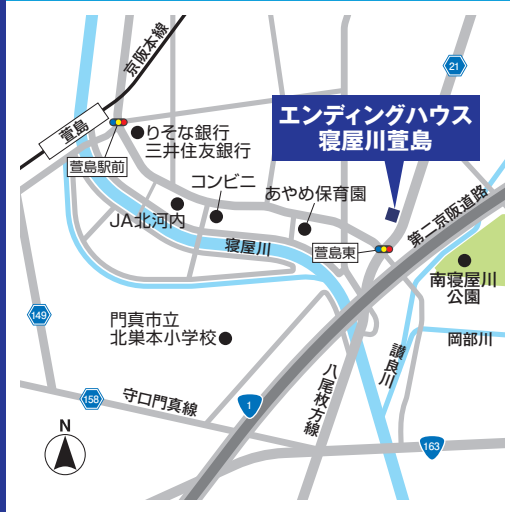 京阪本線
21
萱島
りそな銀行
三井住友銀行
エンディングハウス
寝屋川萱島
萱島駅前
コンビニ
あやめ保育園
JA北河内
第二京阪道路
寝屋川
萱島東
南寝屋川
公園
149
門真市立
北巣本小学校
岡部川
讃良川
八尾枚方線
158
守口門真線
1
163
N